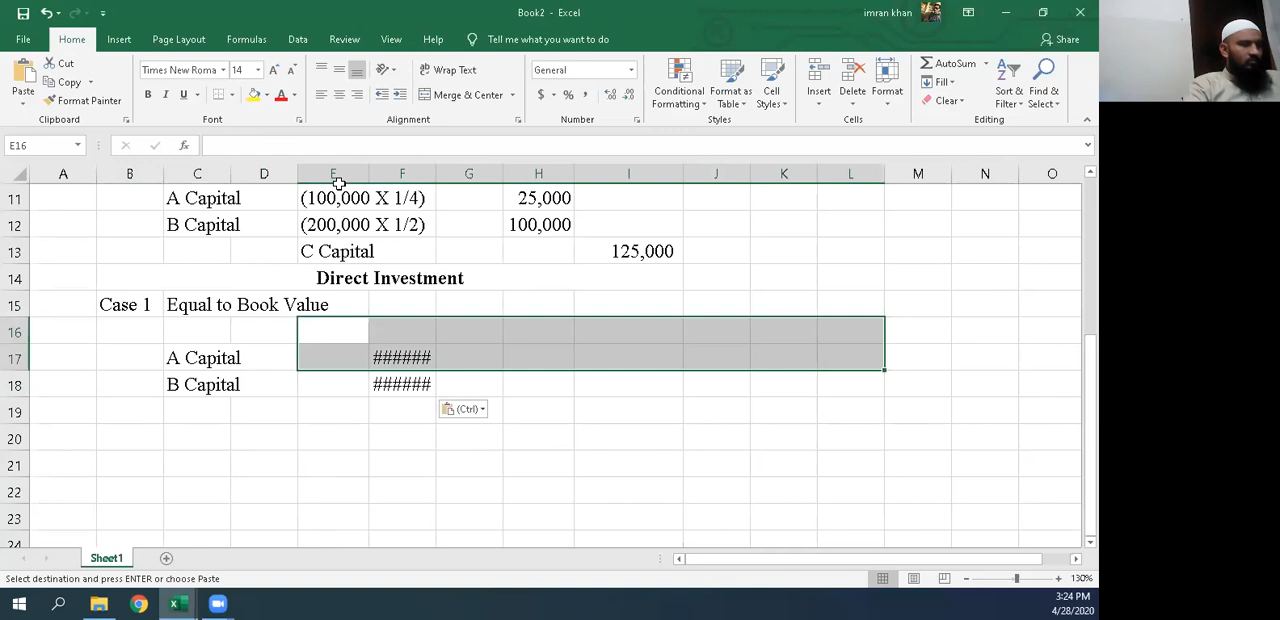 Book2 - Excel
imran khan
File Home Insert Page Layout Formulas Data Review View Help Tell me what you want to do Share
Paste
Cut
Copy
Format Painter
Clipboard
Times New Roma 14
B I U
Font
Wrap Text
Merge & Center
Alignment
General
$ % ,
Number
Conditional Formatting
Format as Table
Cell Styles
Styles
Insert Delete Format
Cells
AutoSum
Fill
Clear
Sort & Filter
Find & Select
Editing
E16 fx
A B C D E F G H I J K L M N O
11 A Capital (100,000 X 1/4) 25,000
12 B Capital (200,000 X 1/2) 100,000
13 C Capital 125,000
14 Direct Investment
15 Case 1 Equal to Book Value
16
17 A Capital ######
18 B Capital ######
19 (Ctrl)
20
21
22
23
24
Sheet1
Select destination and press ENTER or choose Paste
130%
3:24 PM
4/28/2020